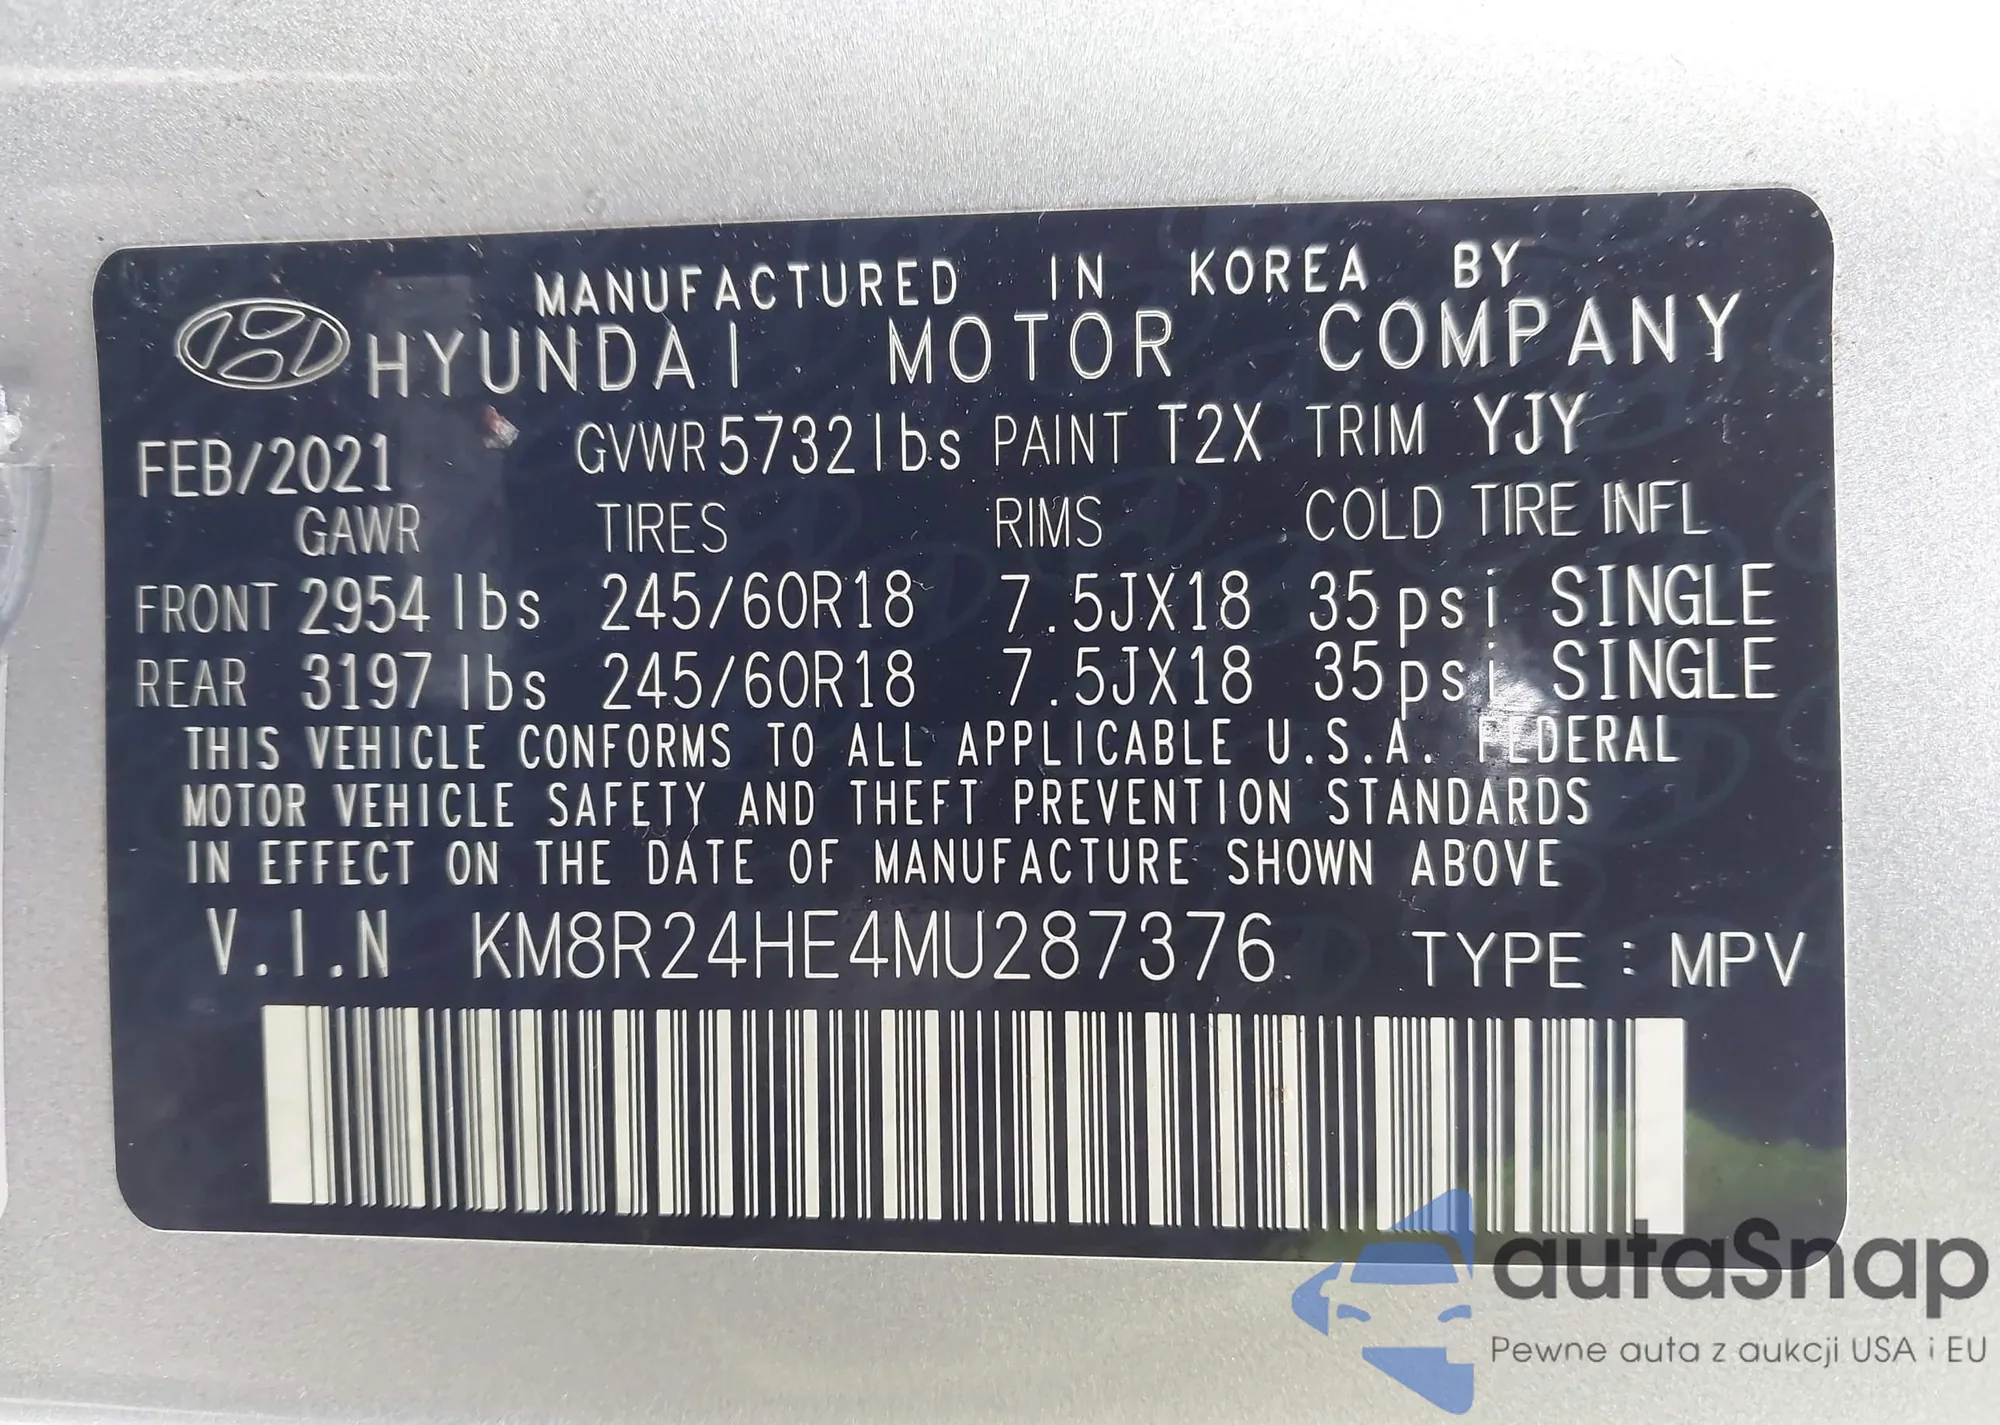 MANUFACTURED IN KOREA BY
HYUNDAI MOTOR COMPANY
FEB/2021 GVWR 5732lbs PAINT T2X TRIM YJY
GAWR TIRES RIMS COLD TIRE INFL
FRONT 2954 lbs 245/60R18 7.5JX18 35psi SINGLE
REAR 3197 lbs 245/60R18 7.5JX18 35psi SINGLE
THIS VEHICLE CONFORMS TO ALL APPLICABLE U.S.A. FEDERAL
MOTOR VEHICLE SAFETY AND THEFT PREVENTION STANDARDS
IN EFFECT ON THE DATE OF MANUFACTURE SHOWN ABOVE
V.I.N KM8R24HE4MU287376 TYPE : MPV
autaSnap
Pewne auta z aukcji USA i EU